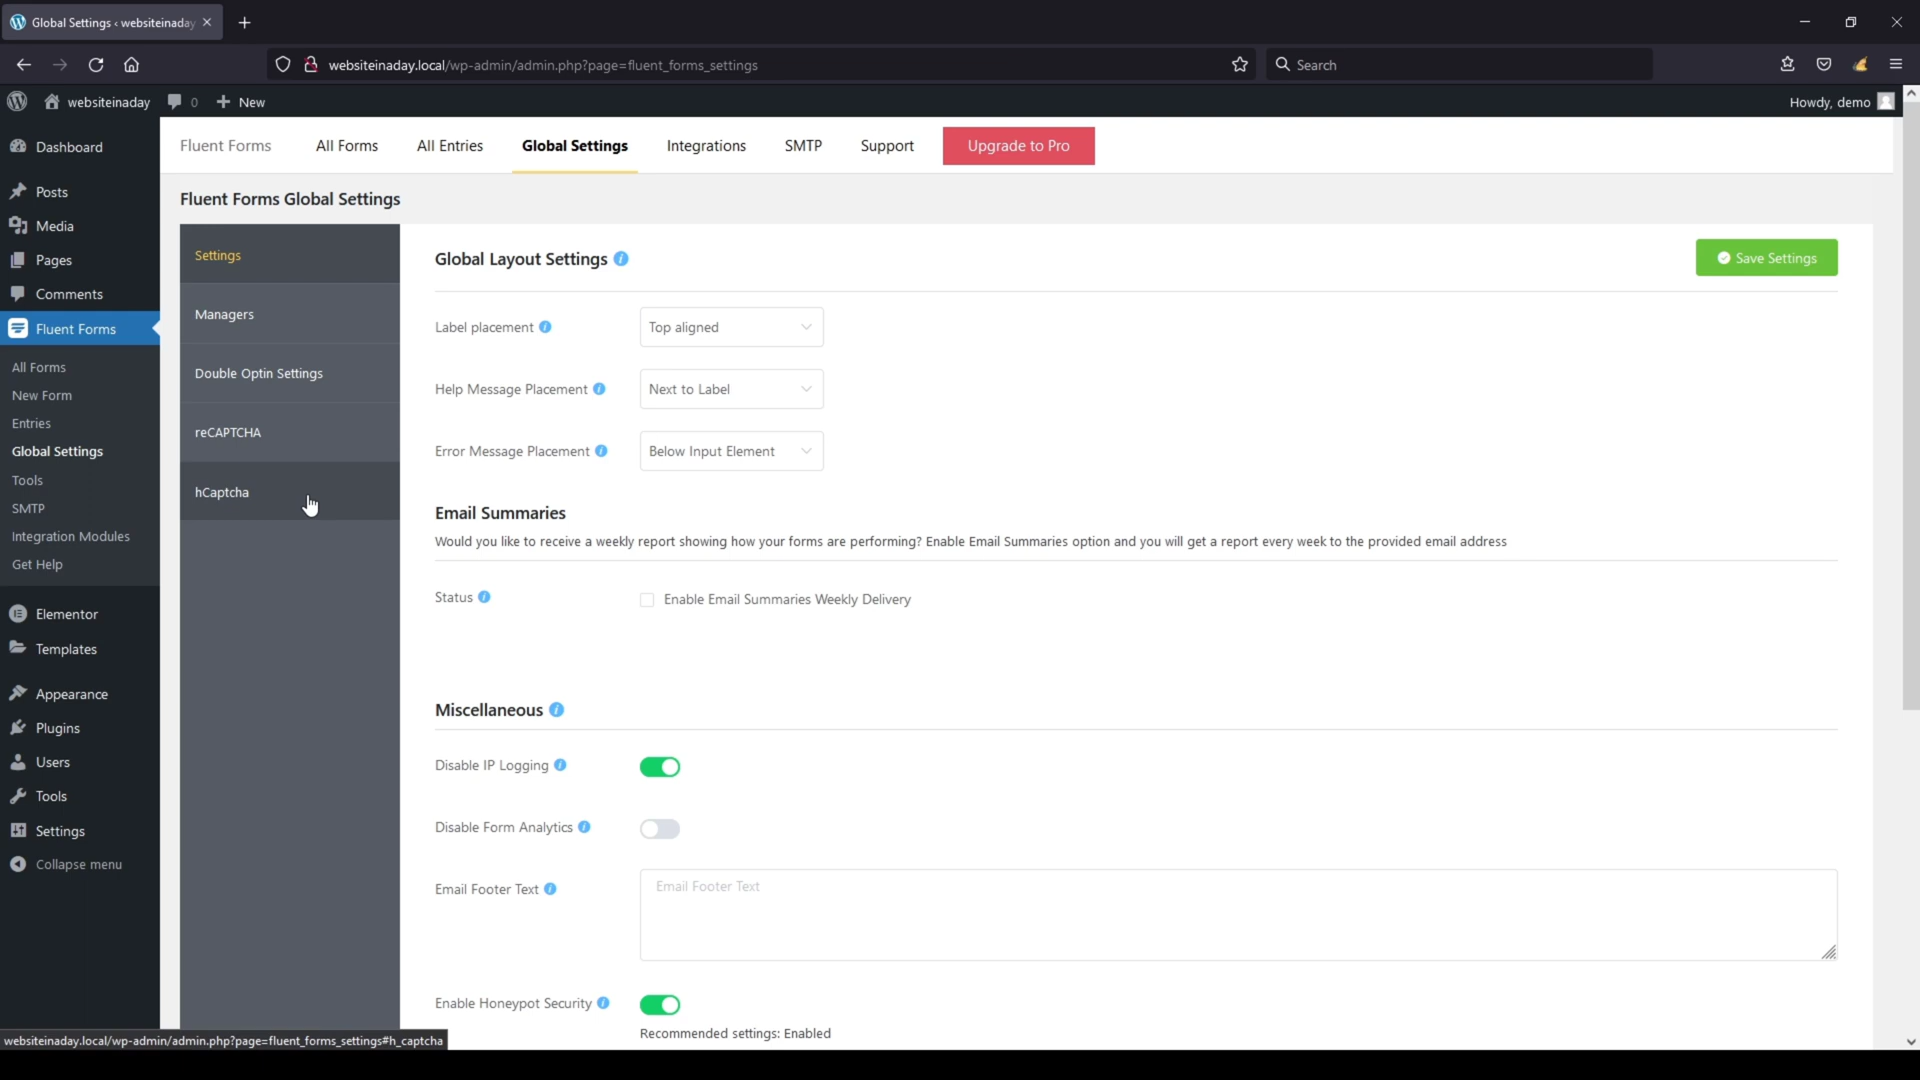 Global Settings ‹ websiteinaday
websiteinaday.local/wp-admin/admin.php?page=fluent_forms_settings
Search
websiteinaday
0
New
Howdy, demo
Dashboard
Posts
Media
Pages
Comments
Fluent Forms
All Forms
New Form
Entries
Global Settings
Tools
SMTP
Integration Modules
Get Help
Elementor
Templates
Appearance
Plugins
Users
Tools
Settings
Collapse menu
Fluent Forms
All Forms
All Entries
Global Settings
Integrations
SMTP
Support
Upgrade to Pro
Fluent Forms Global Settings
Settings
Managers
Double Optin Settings
reCAPTCHA
hCaptcha
Global Layout Settings
Save Settings
Label placement
Top aligned
Help Message Placement
Next to Label
Error Message Placement
Below Input Element
Email Summaries
Would you like to receive a weekly report showing how your forms are performing? Enable Email Summaries option and you will get a report every week to the provided email address
Status
Enable Email Summaries Weekly Delivery
Miscellaneous
Disable IP Logging
Disable Form Analytics
Email Footer Text
Email Footer Text
Enable Honeypot Security
Recommended settings: Enabled
websiteinaday.local/wp-admin/admin.php?page=fluent_forms_settings#h_captcha